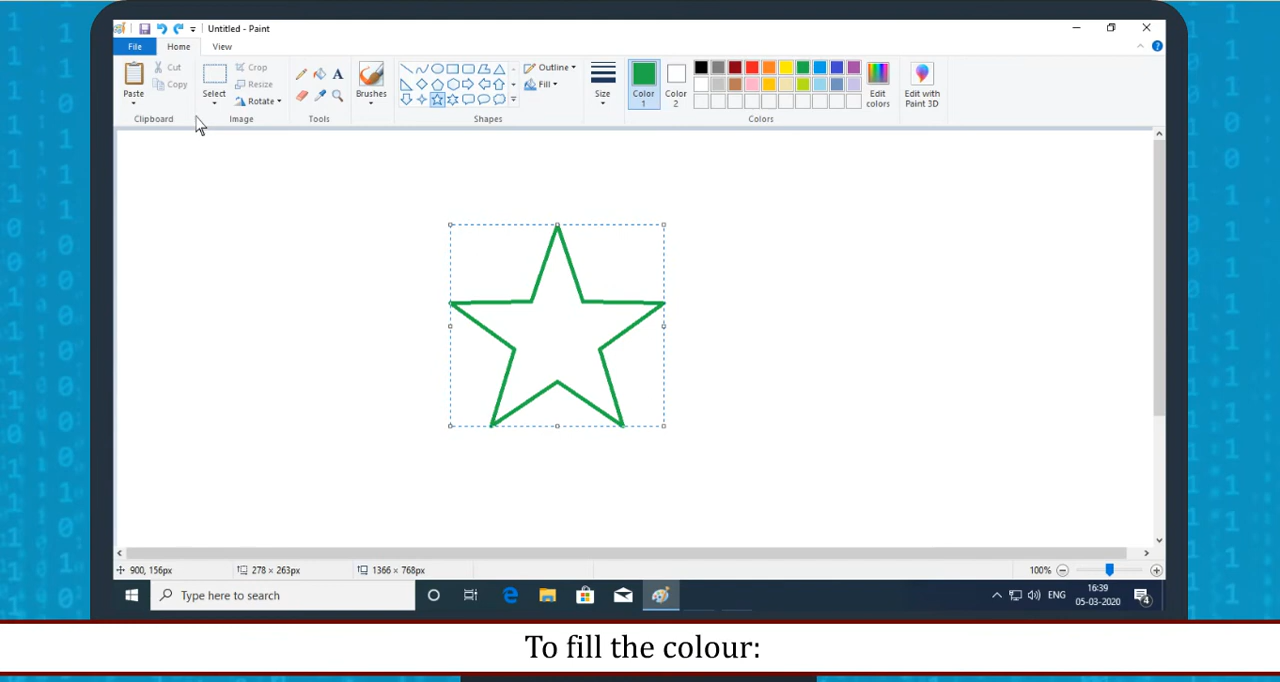 Untitled - Paint
File Home View
Paste
Cut
Copy
Clipboard
Select
Crop
Resize
Rotate
Image
A
Tools
Brushes
Outline
Fill
Shapes
Size
Color 1
Color 2
Edit colors
Colors
Edit with Paint 3D
900, 156px
278 × 263px
1366 × 768px
100%
Type here to search
ENG
16:39
05-03-2020
4
To fill the colour: